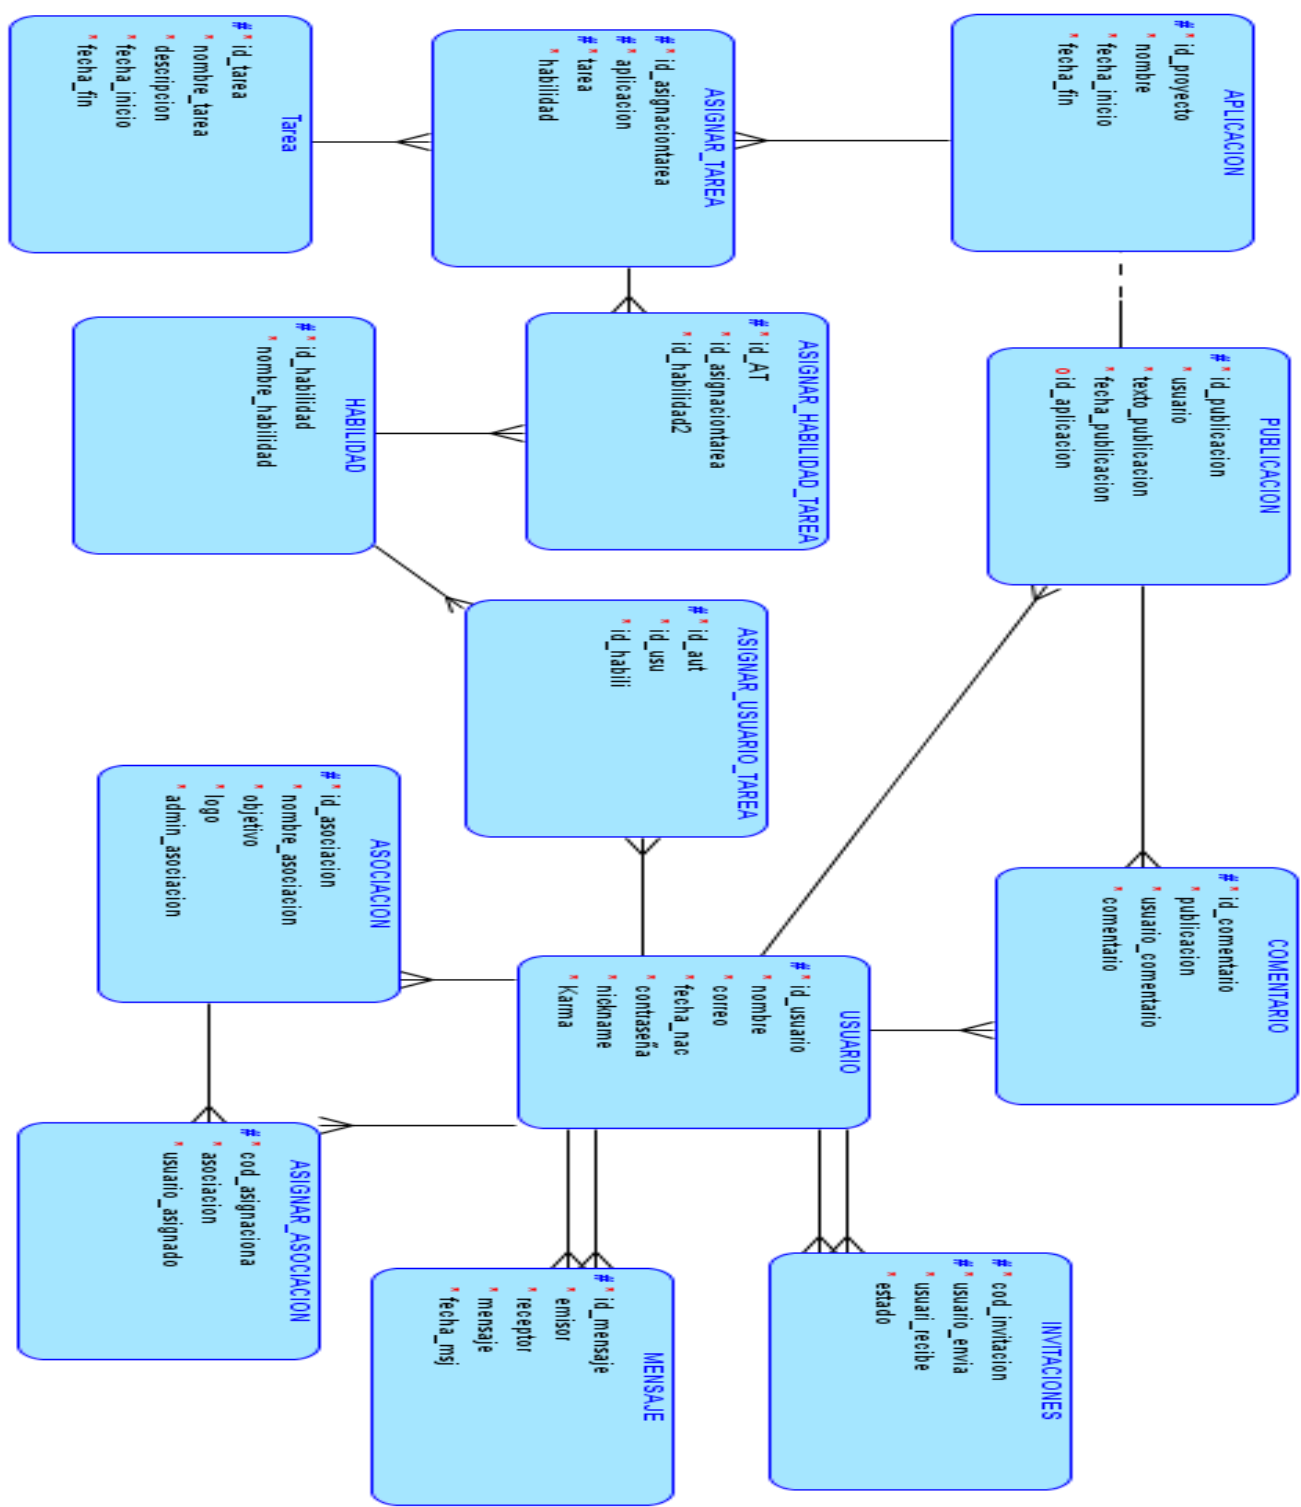 APLICACION
#* id_proyecto
* nombre
* fecha_inicio
* fecha_fin
ASIGNAR_TAREA
#* id_asignaciontarea
#* aplicacion
#* tarea
* habilidad
Tarea
#* id_tarea
* nombre_tarea
* descripcion
* fecha_inicio
* fecha_fin
PUBLICACION
#* id_publicacion
* usuario
* texto_publicacion
* fecha_publicacion
o id_aplicacion
ASIGNAR_HABILIDAD_TAREA
#* id_AT
* id_asignaciontarea
* id_habilidad2
HABILIDAD
#* id_habilidad
* nombre_habilidad
ASIGNAR_USUARIO_TAREA
#* id_aut
* id_usu
* id_habili
COMENTARIO
#* id_comentario
* publicacion
* usuario_comentario
* comentario
USUARIO
#* id_usuario
* nombre
* correo
* fecha_nac
* contraseña
* nickname
* Karma
ASOCIACION
#* id_asociacion
* nombre_asociacion
* objetivo
* logo
* admin_asociacion
INVITACIONES
#* cod_invitacion
#* usuario_envia
* usuari_recibe
* estado
MENSAJE
#* id_mensaje
* emisor
* receptor
* mensaje
* fecha_msj
ASIGNAR_ASOCIACION
#* cod_asignaciona
* asociacion
* usuario_asignado